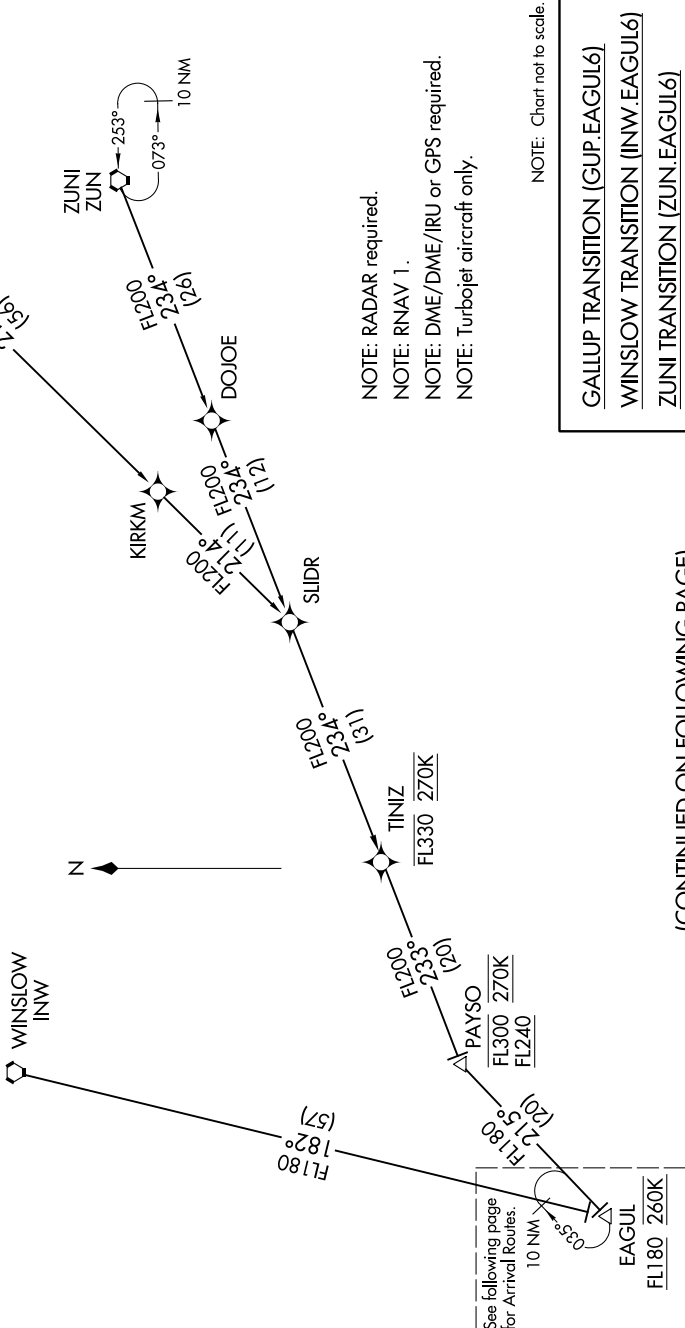 ZUNI
ZUN
253°
073°
10 NM
FL200
234°
(26)
DOJOE
(56)
KIRKM
FL200
214°
(11)
FL200
234°
(12)
SLIDR
FL200
234°
(31)
N
TINIZ
FL330 270K
FL200
233°
(20)
WINSLOW
INW
PAYSO
FL300 270K
FL240
FL180
182°
(57)
FL180
215°
(20)
See following page
for Arrival Routes.
10 NM
035°
EAGUL
FL180 260K
NOTE: RADAR required.
NOTE: RNAV 1.
NOTE: DME/DME/IRU or GPS required.
NOTE: Turbojet aircraft only.
NOTE: Chart not to scale.
GALLUP TRANSITION (GUP.EAGUL6)
WINSLOW TRANSITION (INW.EAGUL6)
ZUNI TRANSITION (ZUN.EAGUL6)
(CONTINUED ON FOLLOWING PAGE)